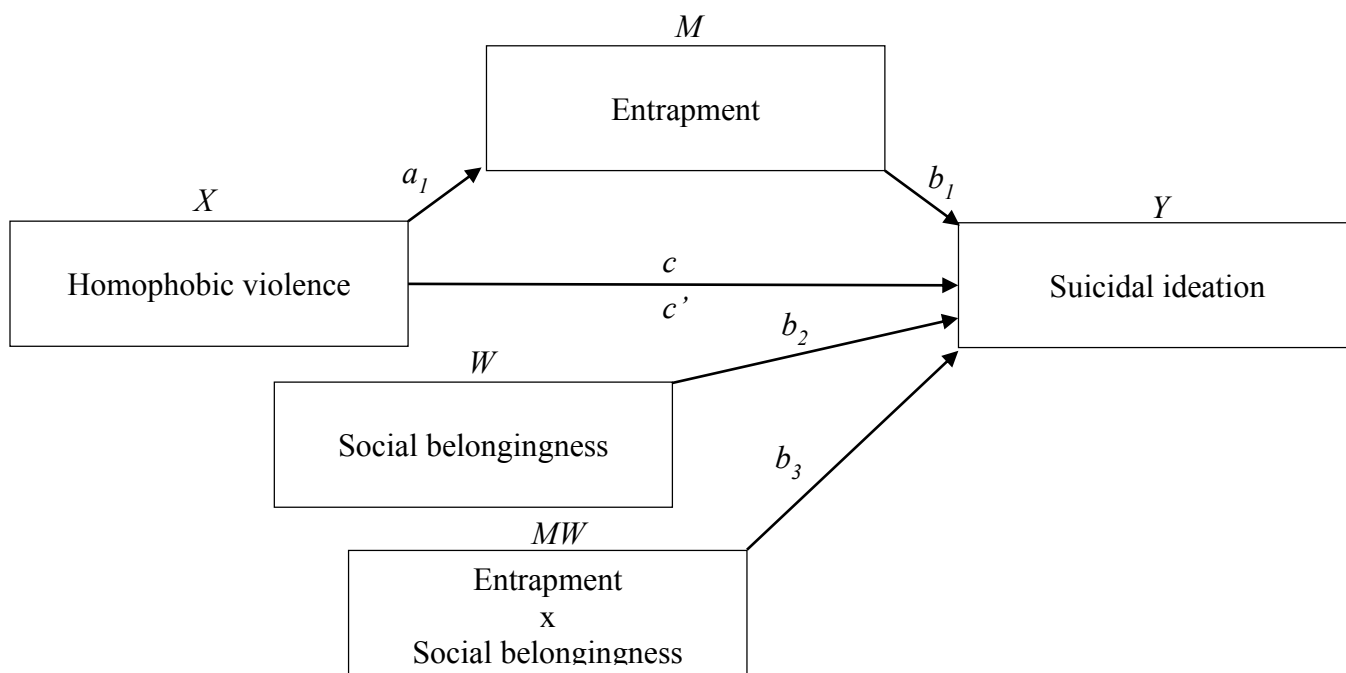 M
Entrapment
a1
b1
X
Y
Homophobic violence
c
c’
Suicidal ideation
b2
W
Social belongingness
b3
MW
Entrapment
x
Social belongingness